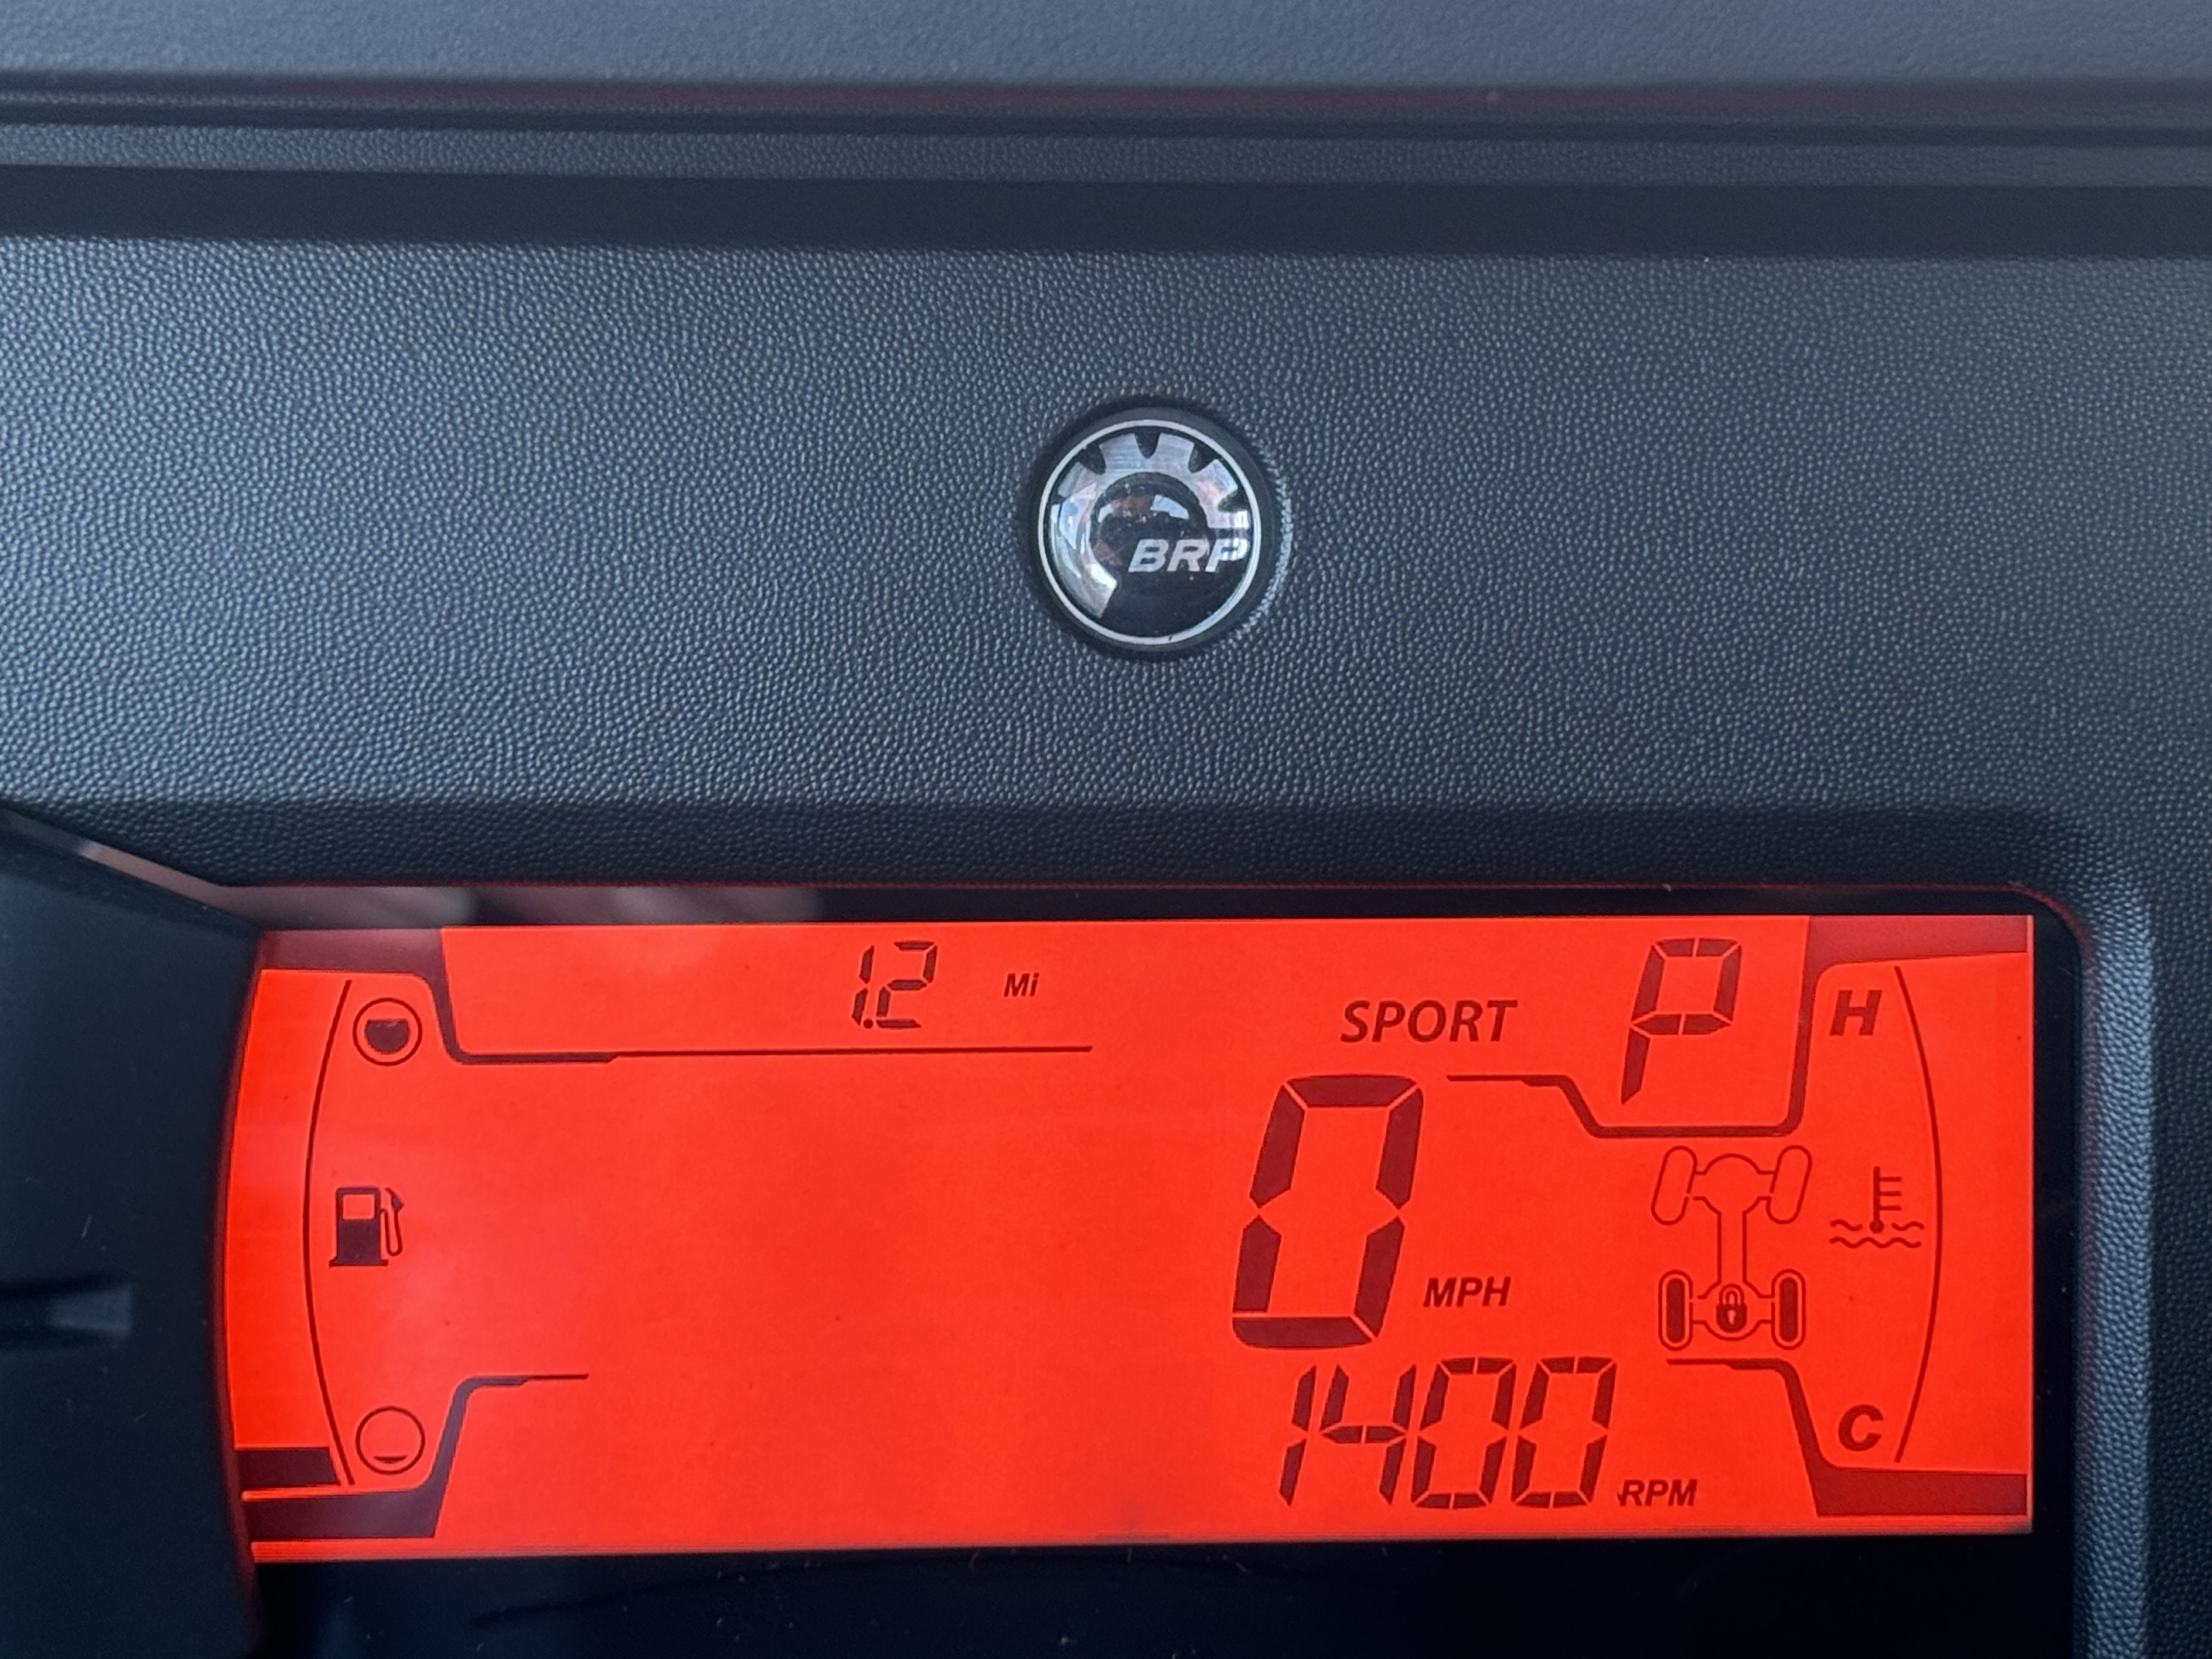 BRP
1.2 Mi
SPORT P
H
0 MPH
1400 RPM
C